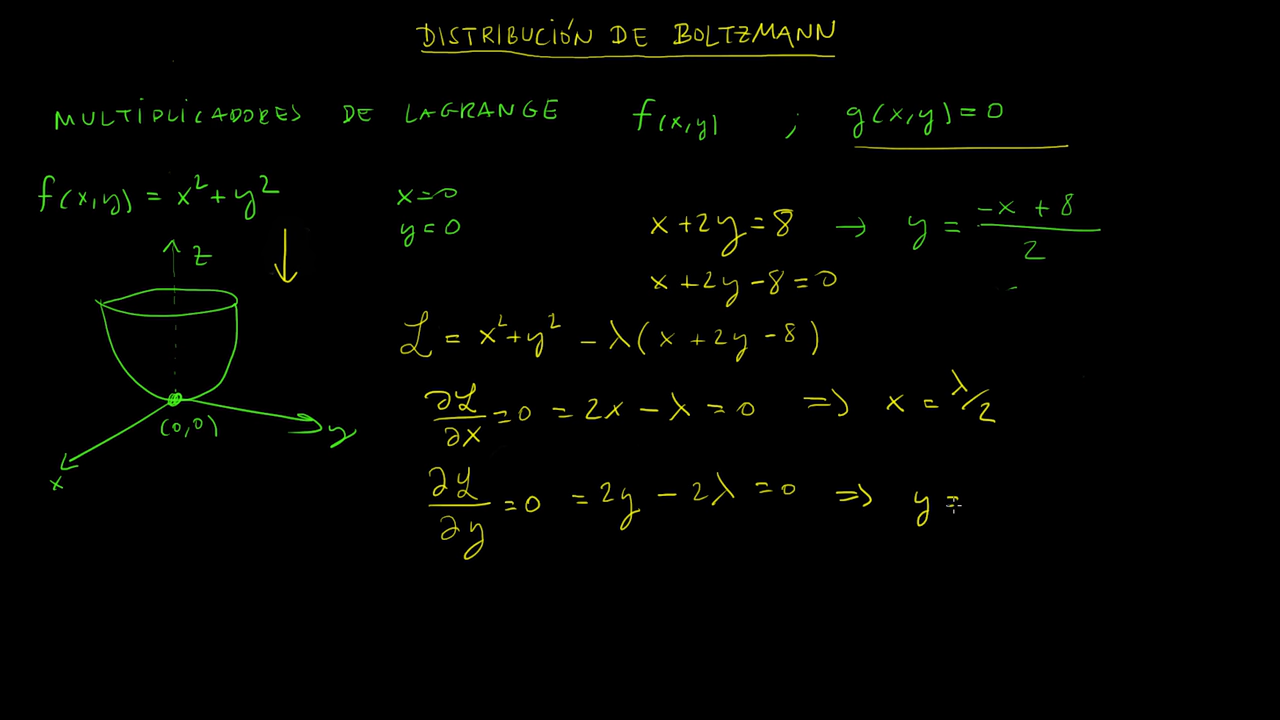 DISTRIBUCIÓN DE BOLTZMANN
MULTIPLICADORES DE LAGRANGE f(x,y) ; g(x,y)=0
f(x,y) = x²+y²
x=0
y=0
x+2y=8 → y = (-x+8)/2
x+2y-8=0
z
(0,0)
y
x
ℒ = x²+y² - λ(x+2y-8)
∂ℒ/∂x =0 = 2x - λ =0 ⇒ x = λ/2
∂ℒ/∂y =0 = 2y - 2λ =0 ⇒ y =